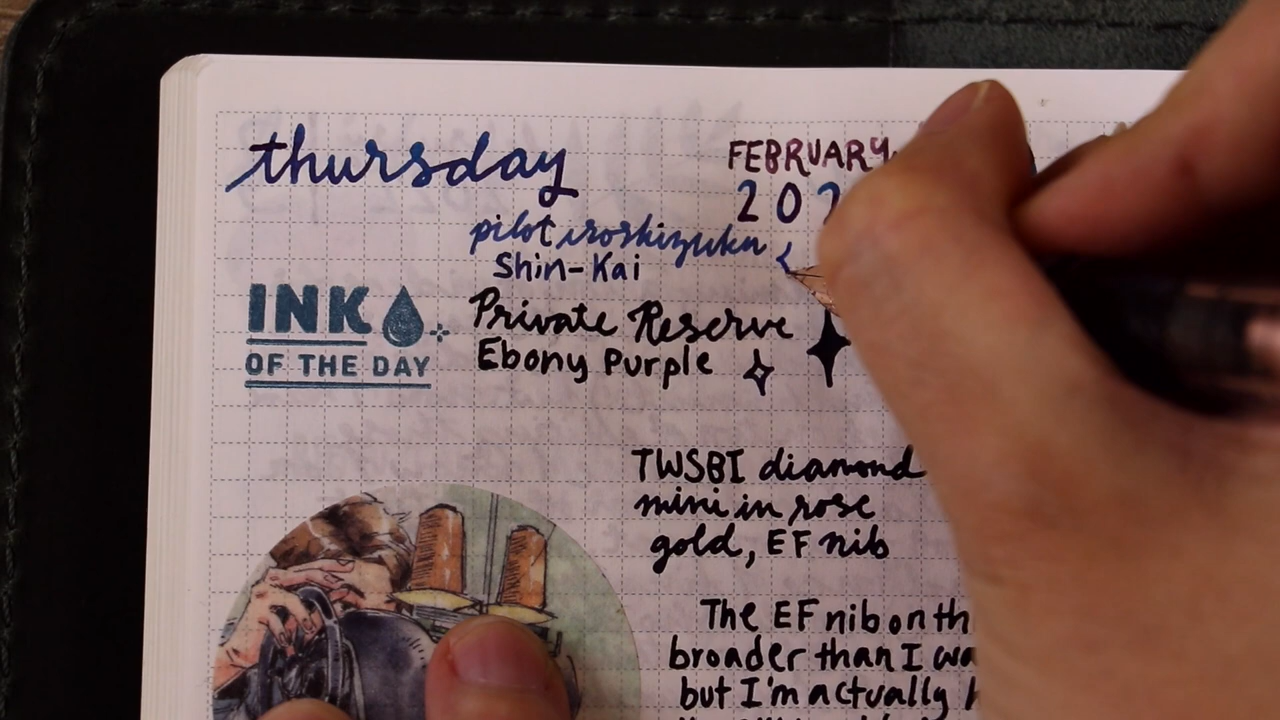 thursday
FEBRUARY
202
pilot iroshizuku
Shin-Kai
INK
OF THE DAY
Private Reserve
Ebony Purple
TWSBI diamond
mini in rose
gold, EF nib
The EF nib on th
broader than I wa
but I'm actually